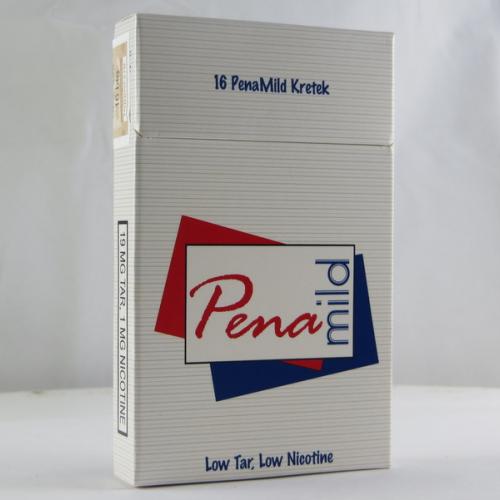 16 PenaMild Kretek
Pena
mild
Low Tar, Low Nicotine
19 MG TAR, 1 MG NICOTINE